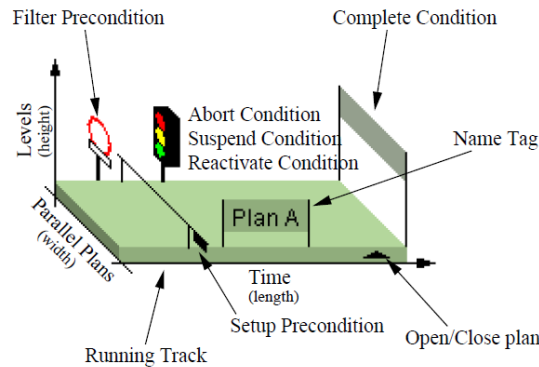 Filter Precondition
Complete Condition
Abort Condition
Suspend Condition
Reactivate Condition
Name Tag
Levels
(height)
Plan A
Parallel Plans
(width)
Time
(length)
Setup Precondition
Open/Close plan
Running Track